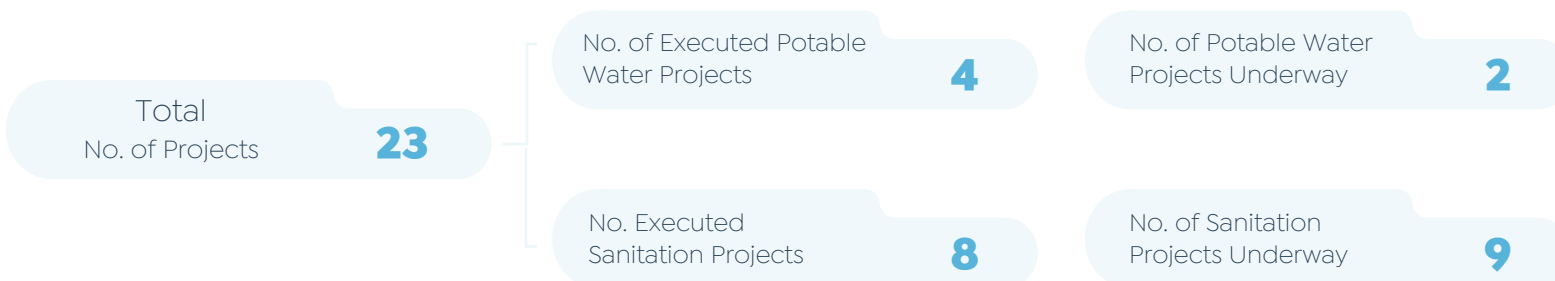 Total
No. of Projects
23
No. of Executed Potable
Water Projects
4
No. of Potable Water
Projects Underway
2
No. Executed
Sanitation Projects
8
No. of Sanitation
Projects Underway
9